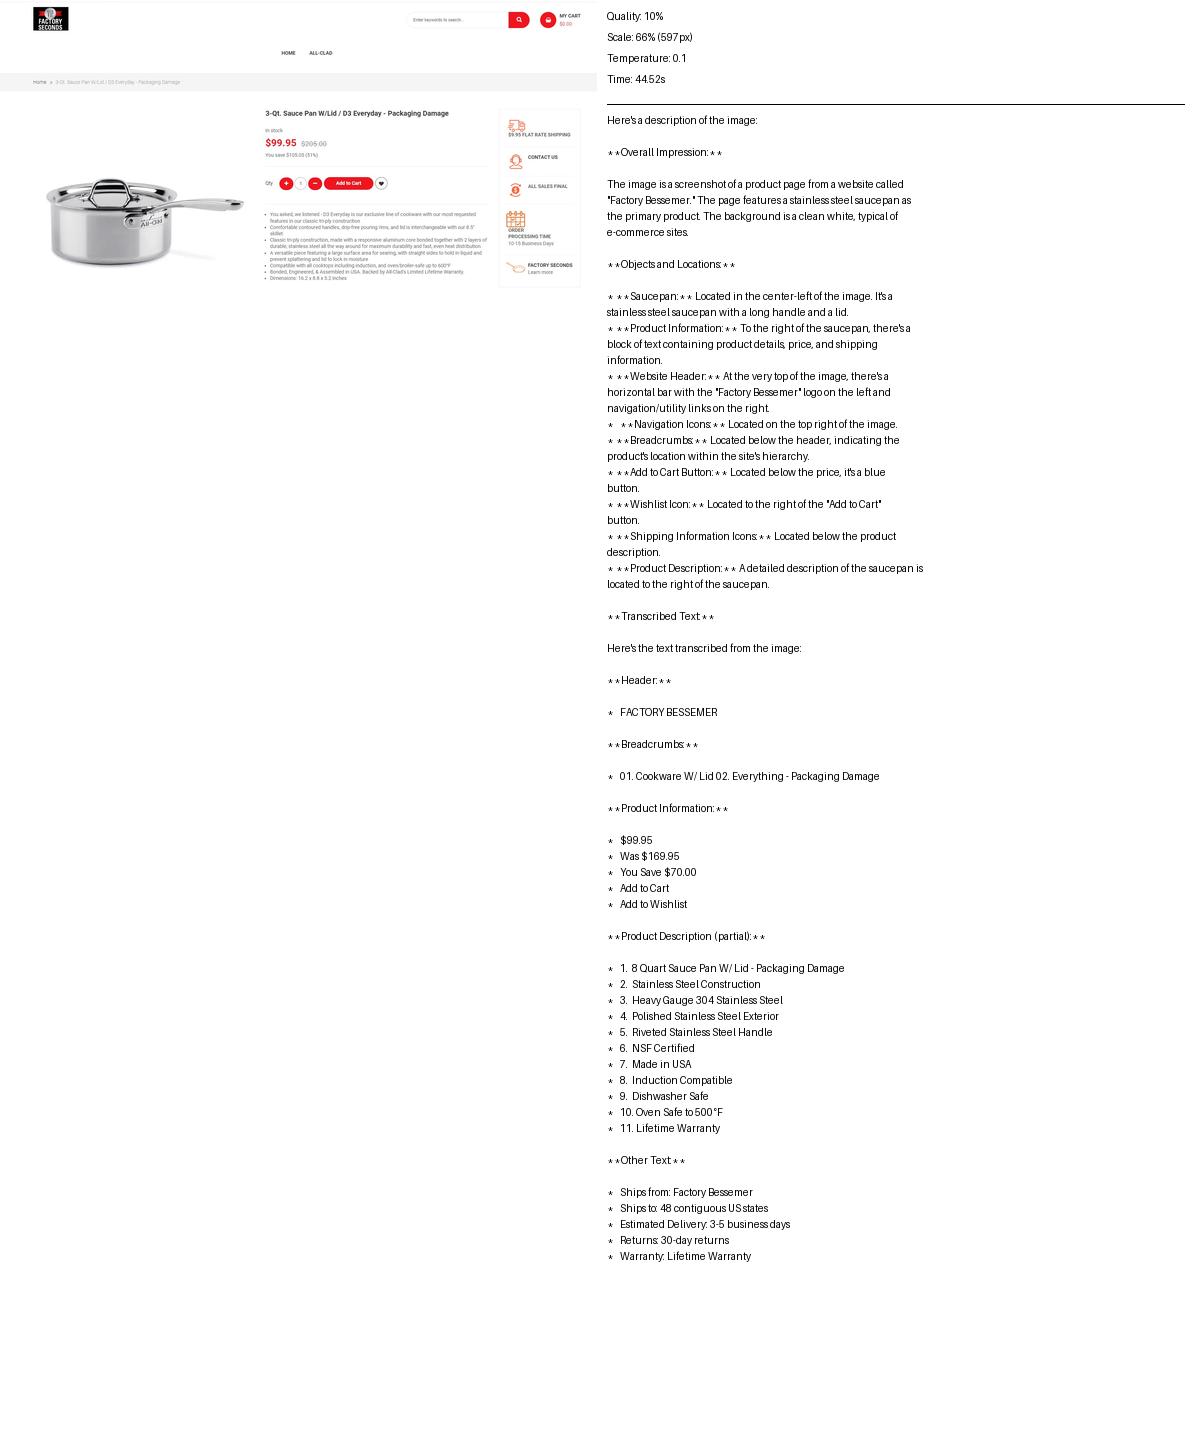 FACTORY
SECONDS
Enter keywords to search...
MY CART
$0.00
HOME
ALL-CLAD
Home » 3-Qt. Sauce Pan W/Lid / D3 Everyday - Packaging Damage
3-Qt. Sauce Pan W/Lid / D3 Everyday - Packaging Damage
In stock
$99.95 $205.00
You save $105.05 (51%)
Qty + 1 − Add to Cart
• You asked, we listened - D3 Everyday is our exclusive line of cookware with our most requested
features in our classic tri-ply construction
• Comfortable contoured handles, drip-free pouring rims, and lid is interchangeable with our 8.5"
skillet
• Classic tri-ply construction, made with a responsive aluminum core bonded together with 2 layers of
durable, stainless steel all the way around for maximum durability and fast, even heat distribution
• A versatile piece featuring a large surface area for searing, with straight sides to hold in liquid and
prevent splattering and lid to lock in moisture
• Compatible with all cooktops including induction, and oven/broiler-safe up to 600°F
• Bonded, Engineered, & Assembled in USA. Backed by All-Clad's Limited Lifetime Warranty.
• Dimensions: 16.2 x 8.8 x 5.2 inches
$9.95 FLAT RATE SHIPPING
CONTACT US
ALL SALES FINAL
ORDER
PROCESSING TIME
10-15 Business Days
FACTORY SECONDS
Learn more
All-Clad
Quality: 10%
Scale: 66% (597px)
Temperature: 0.1
Time: 44.52s
Here's a description of the image:
**Overall Impression:**
The image is a screenshot of a product page from a website called
"Factory Bessemer." The page features a stainless steel saucepan as
the primary product. The background is a clean white, typical of
e-commerce sites.
**Objects and Locations:**
* **Saucepan:** Located in the center-left of the image. It's a
stainless steel saucepan with a long handle and a lid.
* **Product Information:** To the right of the saucepan, there's a
block of text containing product details, price, and shipping
information.
* **Website Header:** At the very top of the image, there's a
horizontal bar with the "Factory Bessemer" logo on the left and
navigation/utility links on the right.
* **Navigation Icons:** Located on the top right of the image.
* **Breadcrumbs:** Located below the header, indicating the
product's location within the site's hierarchy.
* **Add to Cart Button:** Located below the price, it's a blue
button.
* **Wishlist Icon:** Located to the right of the "Add to Cart"
button.
* **Shipping Information Icons:** Located below the product
description.
* **Product Description:** A detailed description of the saucepan is
located to the right of the saucepan.
**Transcribed Text:**
Here's the text transcribed from the image:
**Header:**
* FACTORY BESSEMER
**Breadcrumbs:**
* 01. Cookware W/ Lid 02. Everything - Packaging Damage
**Product Information:**
* $99.95
* Was $169.95
* You Save $70.00
* Add to Cart
* Add to Wishlist
**Product Description (partial):**
* 1. 8 Quart Sauce Pan W/ Lid - Packaging Damage
* 2. Stainless Steel Construction
* 3. Heavy Gauge 304 Stainless Steel
* 4. Polished Stainless Steel Exterior
* 5. Riveted Stainless Steel Handle
* 6. NSF Certified
* 7. Made in USA
* 8. Induction Compatible
* 9. Dishwasher Safe
* 10. Oven Safe to 500°F
* 11. Lifetime Warranty
**Other Text:**
* Ships from: Factory Bessemer
* Ships to: 48 contiguous US states
* Estimated Delivery: 3-5 business days
* Returns: 30-day returns
* Warranty: Lifetime Warranty